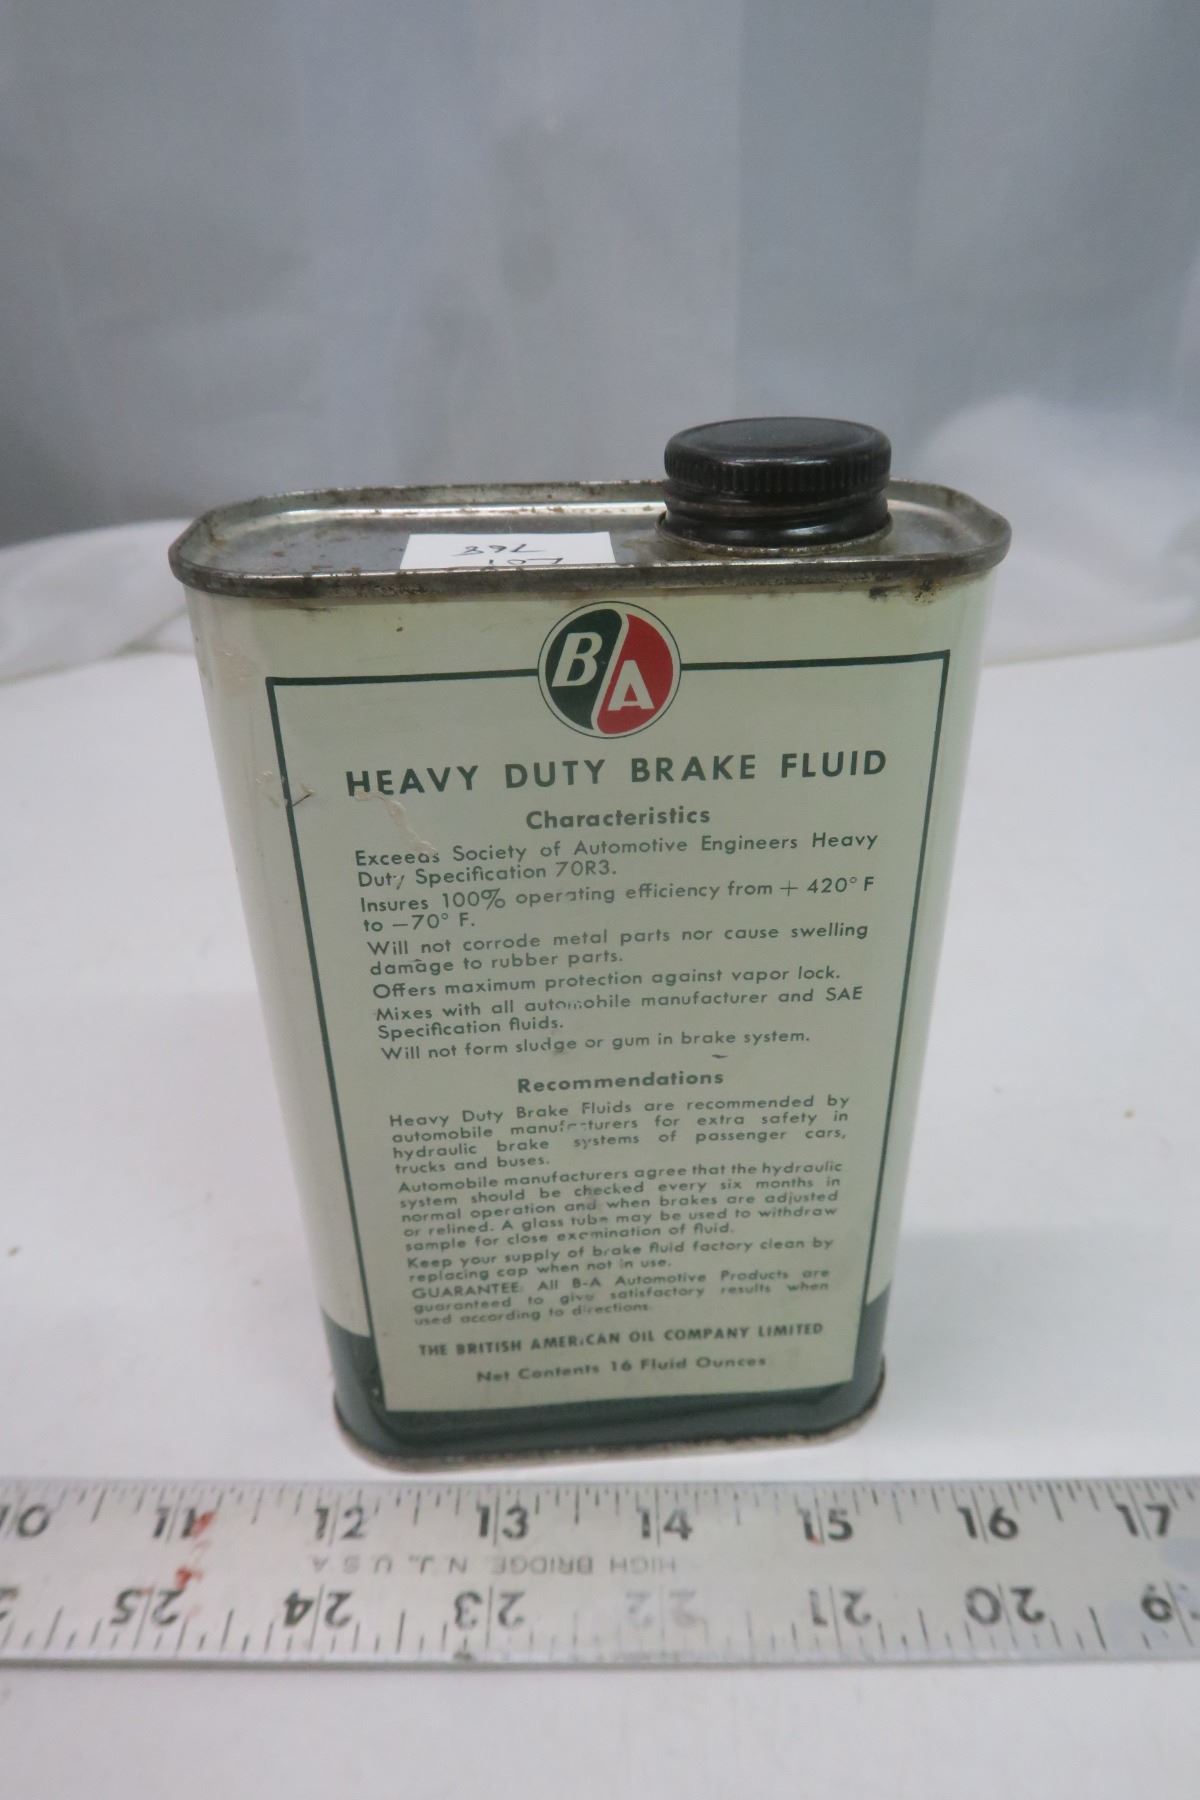 B A
HEAVY DUTY BRAKE FLUID
Characteristics
Exceeds Society of Automotive Engineers Heavy
Duty Specification 70R3.
Insures 100% operating efficiency from + 420° F
to −70° F.
Will not corrode metal parts nor cause swelling
damage to rubber parts.
Offers maximum protection against vapor lock.
Mixes with all automobile manufacturer and SAE
Specification fluids.
Will not form sludge or gum in brake system.
Recommendations
Heavy Duty Brake Fluids are recommended by
automobile manufacturers for extra safety in
hydraulic brake systems of passenger cars,
trucks and buses.
Automobile manufacturers agree that the hydraulic
system should be checked every six months in
normal operation and when brakes are adjusted
or relined. A glass tube may be used to withdraw
sample for close examination of fluid.
Keep your supply of brake fluid factory clean by
replacing cap when not in use.
GUARANTEE: All B-A Automotive Products are
guaranteed to give satisfactory results when
used according to directions.
THE BRITISH AMERICAN OIL COMPANY LIMITED
Net Contents 16 Fluid Ounces
10 11 12 13 14 15 16 17
HIGH BRIDGE N.J. U.S.A
25 24 23 22 21 20